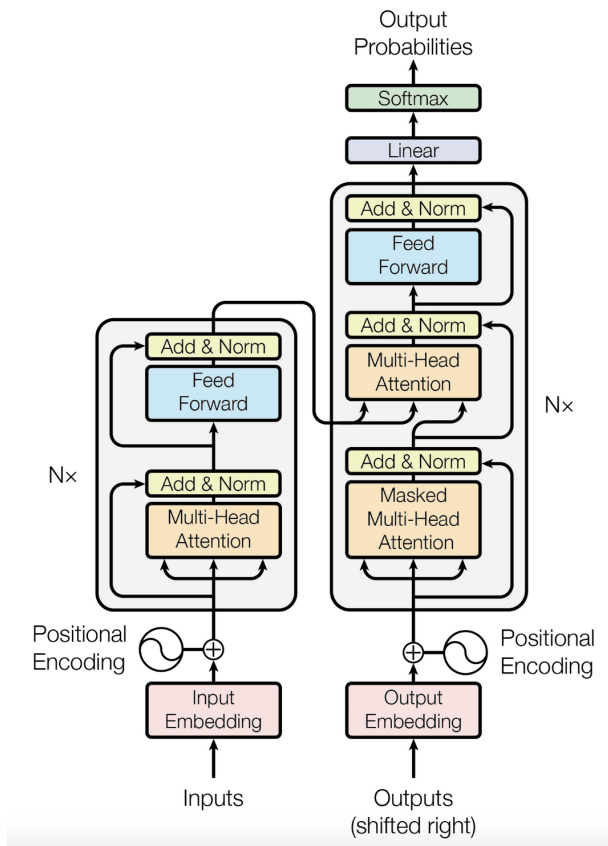 Output
Probabilities
Softmax
Linear
Add & Norm
Feed
Forward
Add & Norm
Multi-Head
Attention
Add & Norm
Masked
Multi-Head
Attention
N×
Add & Norm
Feed
Forward
Add & Norm
Multi-Head
Attention
N×
Positional
Encoding
Positional
Encoding
Input
Embedding
Output
Embedding
Inputs
Outputs
(shifted right)